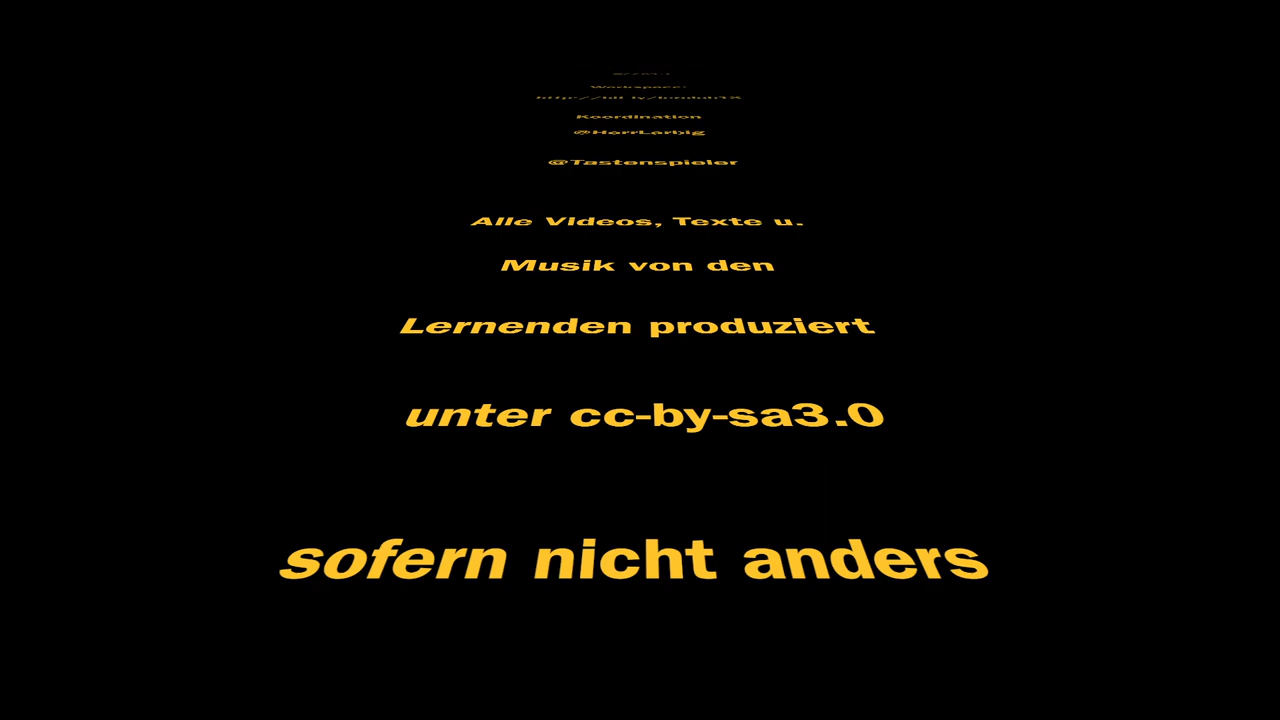 Workspace:
Koordination
@HerrLarbig
@Tastenspieler
Alle Videos, Texte u.
Musik von den
Lernenden produziert
unter cc-by-sa3.0
sofern nicht anders